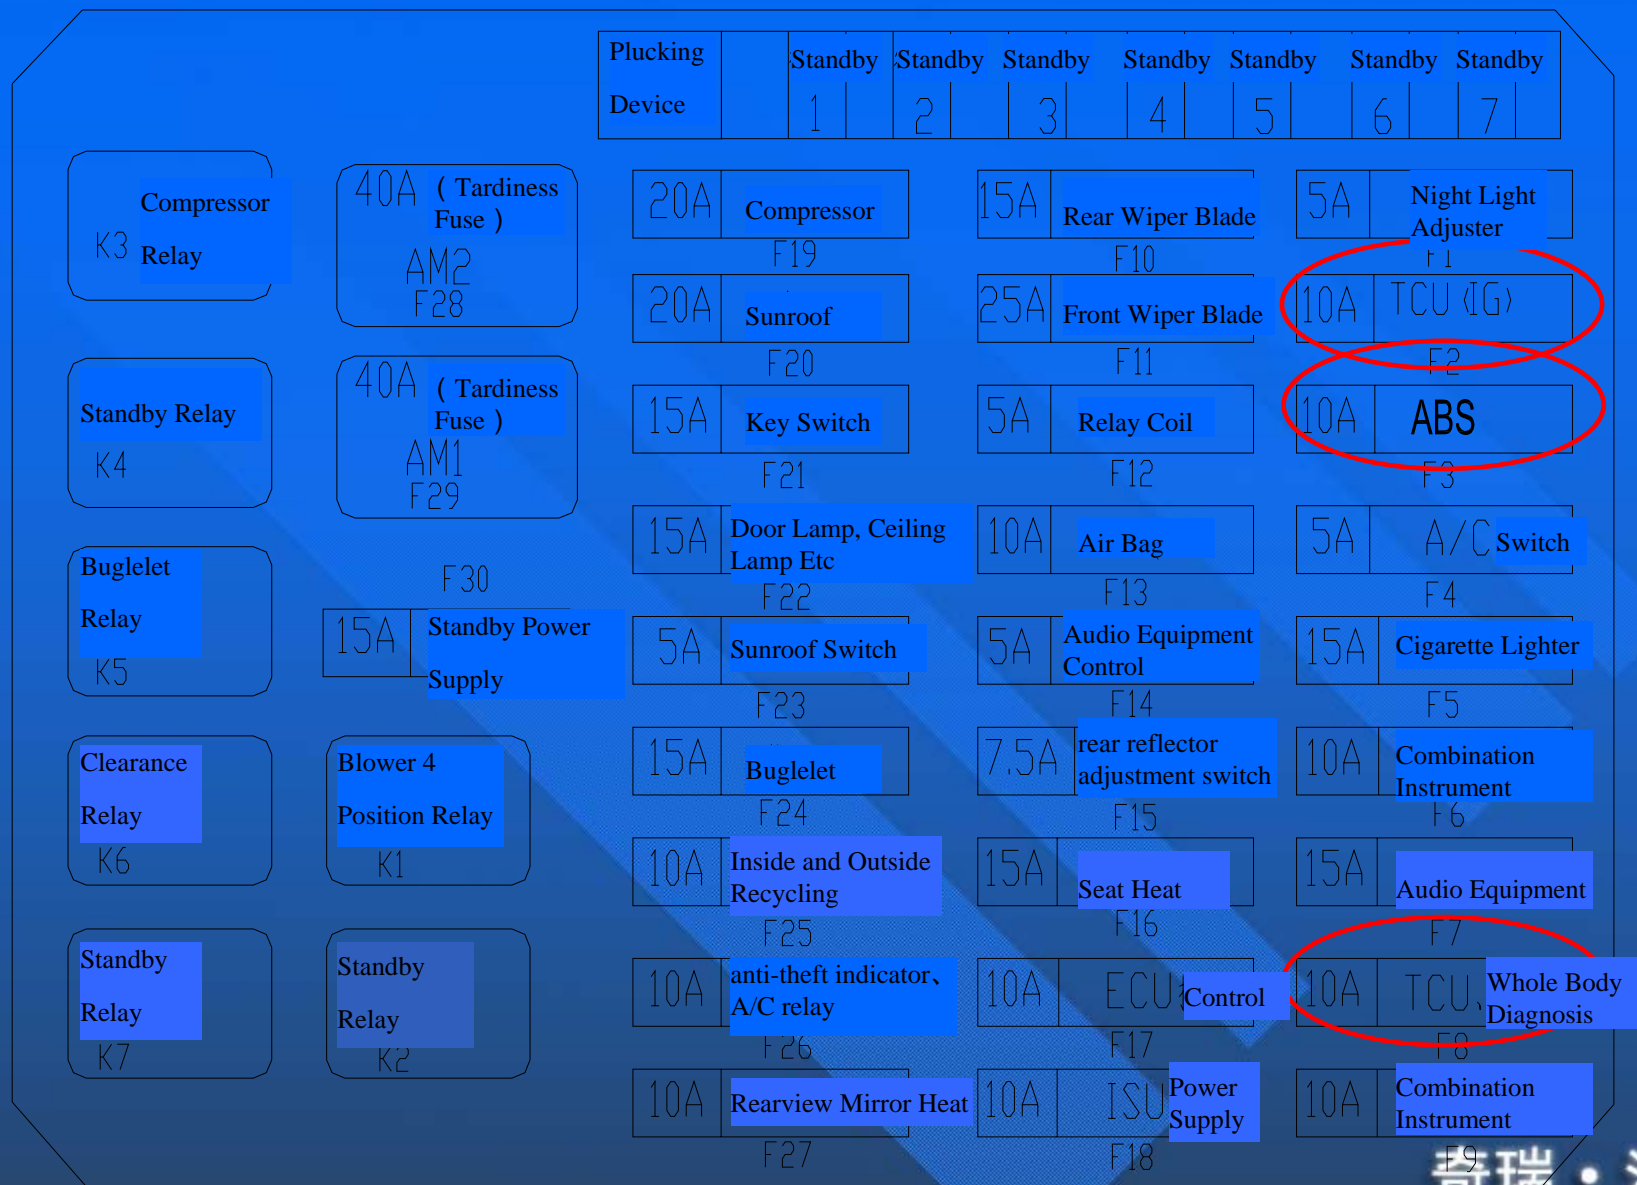 Plucking
Device
Standby Standby Standby Standby Standby Standby Standby
1 2 3 4 5 6 7
Compressor
Relay
K3
40A (Tardiness
Fuse)
AM2
F28
20A Compressor
F19
15A Rear Wiper Blade
F10
5A Night Light
Adjuster
F1
20A Sunroof
F20
25A Front Wiper Blade
F11
10A TCU (IG)
F2
Standby Relay
K4
40A (Tardiness
Fuse)
AM1
F29
15A Key Switch
F21
5A Relay Coil
F12
10A ABS
F3
15A Door Lamp, Ceiling
Lamp Etc
F22
10A Air Bag
F13
5A A/C Switch
F4
Buglelet
Relay
K5
F30
15A Standby Power
Supply
5A Sunroof Switch
F23
5A Audio Equipment
Control
F14
15A Cigarette Lighter
F5
Clearance
Relay
K6
Blower 4
Position Relay
K1
15A Buglelet
F24
7.5A rear reflector
adjustment switch
F15
10A Combination
Instrument
F6
10A Inside and Outside
Recycling
F25
15A Seat Heat
F16
15A Audio Equipment
F7
Standby
Relay
K7
Standby
Relay
K2
10A anti-theft indicator、
A/C relay
F26
10A ECU Control
F17
10A TCU、Whole Body
Diagnosis
F8
10A Rearview Mirror Heat
F27
10A ISU Power
Supply
F18
10A Combination
Instrument
F9
奇瑞·